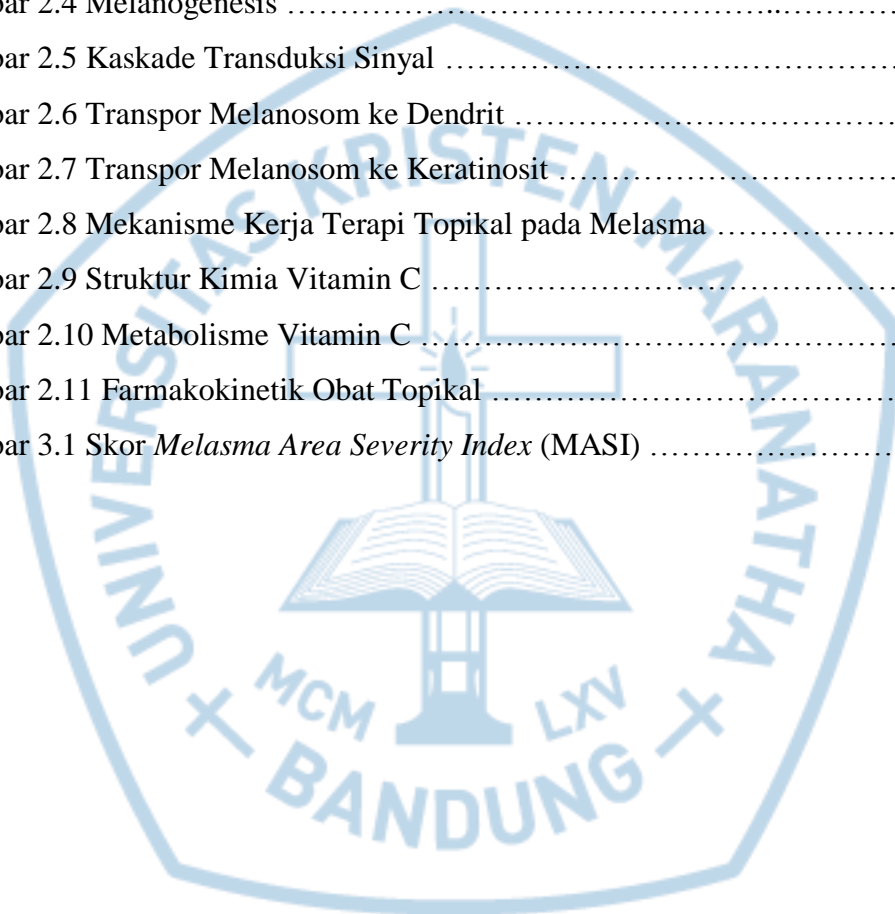 bar 2.4 Melanogenesis …………………………………………...…………
bar 2.5 Kaskade Transduksi Sinyal ………………………….……………
bar 2.6 Transpor Melanosom ke Dendrit …………………………………
bar 2.7 Transpor Melanosom ke Keratinosit ………………………………
bar 2.8 Mekanisme Kerja Terapi Topikal pada Melasma ………………
bar 2.9 Struktur Kimia Vitamin C …………………………………………
bar 2.10 Metabolisme Vitamin C …………………………………………
bar 2.11 Farmakokinetik Obat Topikal ……………………………………
bar 3.1 Skor Melasma Area Severity Index (MASI) ……………………
UNIVERSITAS KRISTEN MARANATHA
MCM LXV
BANDUNG